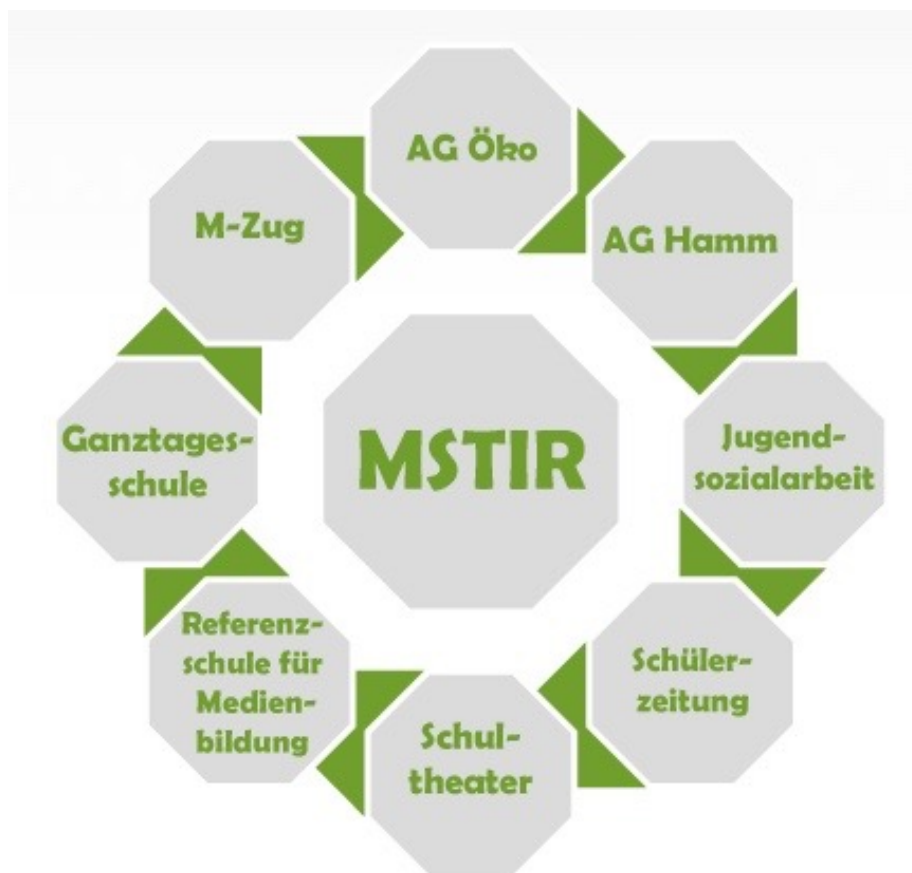 AG Öko
AG Hamm
Jugend-
sozialarbeit
Schüler-
zeitung
Schul-
theater
Referenz-
schule für
Medien-
bildung
Ganztages-
schule
M-Zug
MSTIR